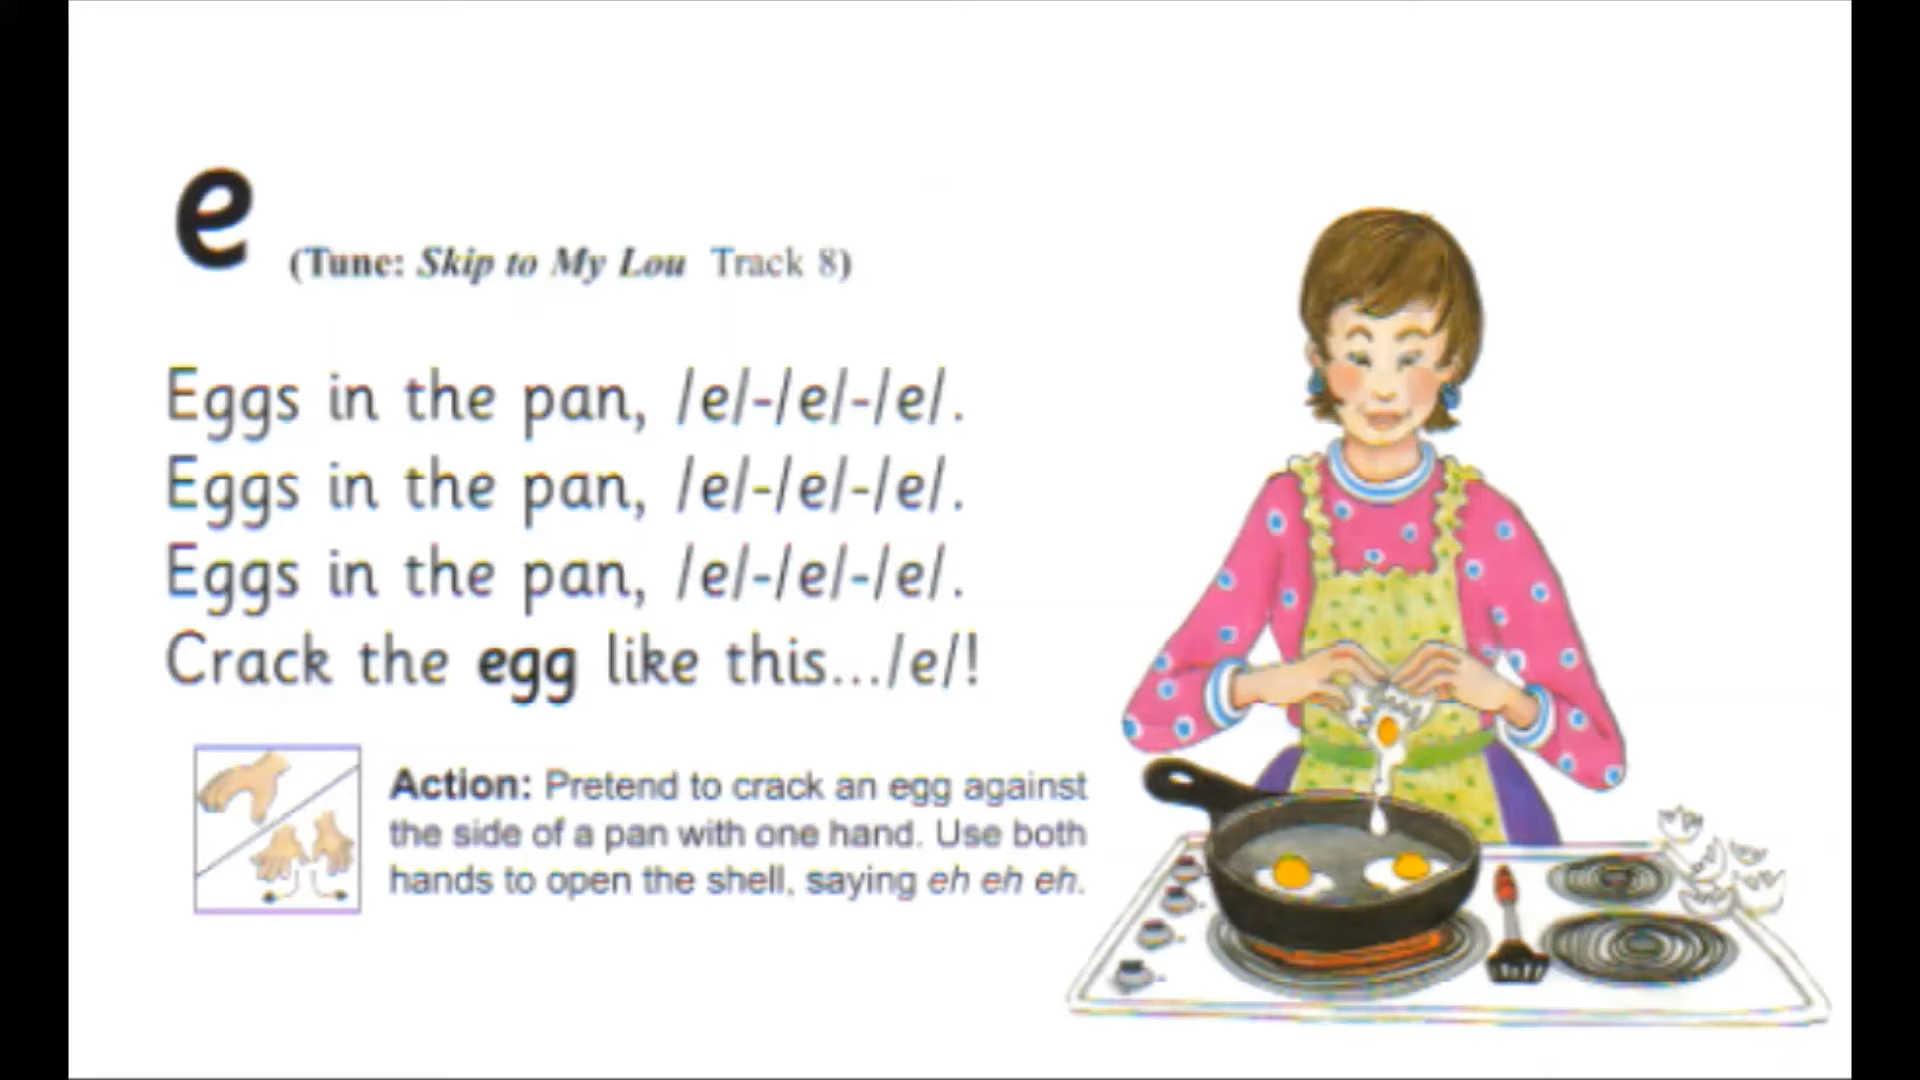 e
(Tune: Skip to My Lou Track 8)
Eggs in the pan, /e/-/e/-/e/.
Eggs in the pan, /e/-/e/-/e/.
Eggs in the pan, /e/-/e/-/e/.
Crack the egg like this.../e/!
Action: Pretend to crack an egg against
the side of a pan with one hand. Use both
hands to open the shell, saying eh eh eh.